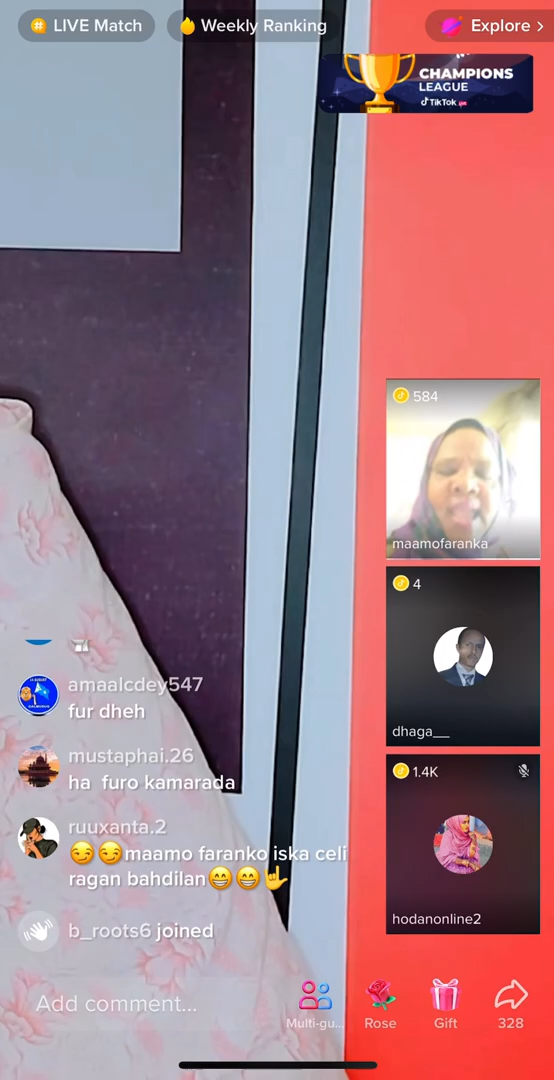 LIVE Match
Weekly Ranking
Explore >
CHAMPIONS
LEAGUE
TikTok
584
maamofaranka
4
dhaga__
1.4K
hodanonline2
amaalcdey547
fur dheh
mustaphai.26
ha furo kamarada
ruuxanta.2
😏😏maamo faranko iska celi
ragan bahdilan😁😁🤟
b_roots6 joined
Add comment...
Multi-gu...
Rose
Gift
328